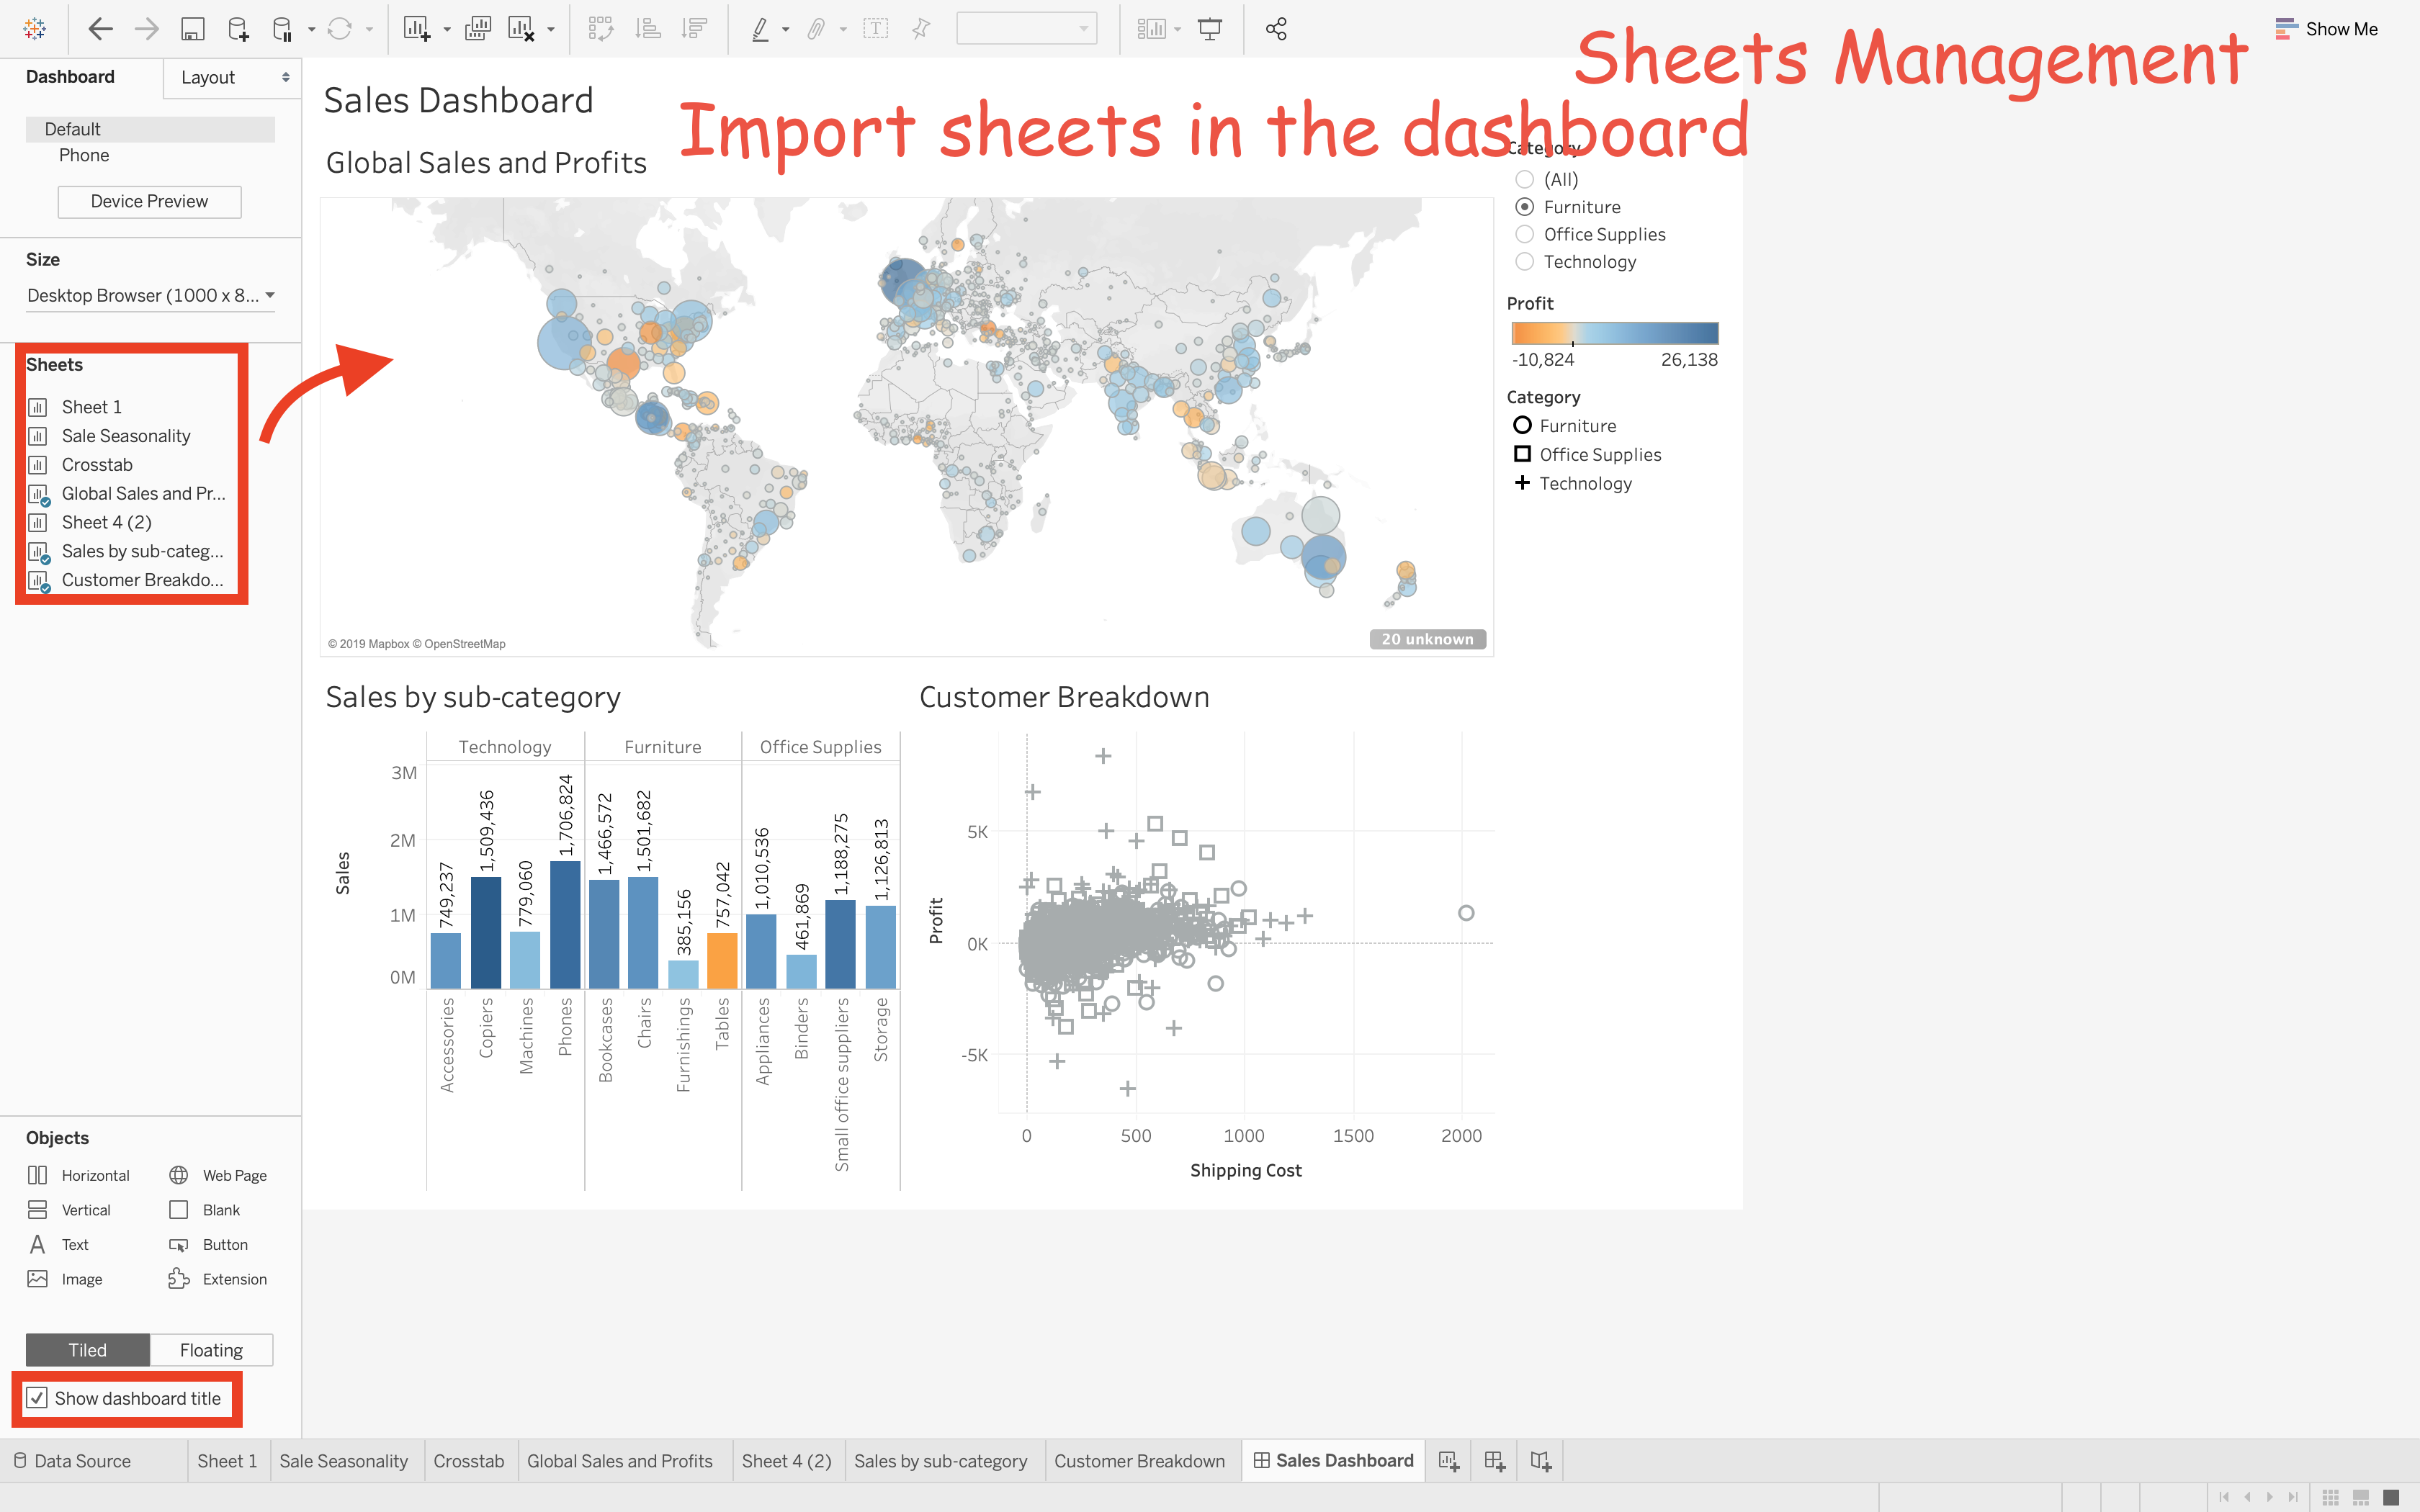 Show Me
Sheets Management
Dashboard
Layout
Default
Phone
Device Preview
Size
Desktop Browser (1000 x 8...
Sheets
Sheet 1
Sale Seasonality
Crosstab
Global Sales and Pr...
Sheet 4 (2)
Sales by sub-categ...
Customer Breakdo...
Objects
Horizontal
Web Page
Vertical
Blank
Text
Button
Image
Extension
Tiled
Floating
Show dashboard title
Sales Dashboard
Import sheets in the dashboard
Global Sales and Profits
Category
(All)
Furniture
Office Supplies
Technology
Profit
-10,824
26,138
Category
Furniture
Office Supplies
Technology
© 2019 Mapbox © OpenStreetMap
20 unknown
Sales by sub-category
Technology
Furniture
Office Supplies
Sales
3M
2M
1M
0M
749,237
1,509,436
779,060
1,706,824
1,466,572
1,501,682
385,156
757,042
1,010,536
461,869
1,188,275
1,126,813
Accessories
Copiers
Machines
Phones
Bookcases
Chairs
Furnishings
Tables
Appliances
Binders
Small office suppliers
Storage
Customer Breakdown
Profit
5K
0K
-5K
0
500
1000
1500
2000
Shipping Cost
Data Source
Sheet 1
Sale Seasonality
Crosstab
Global Sales and Profits
Sheet 4 (2)
Sales by sub-category
Customer Breakdown
Sales Dashboard